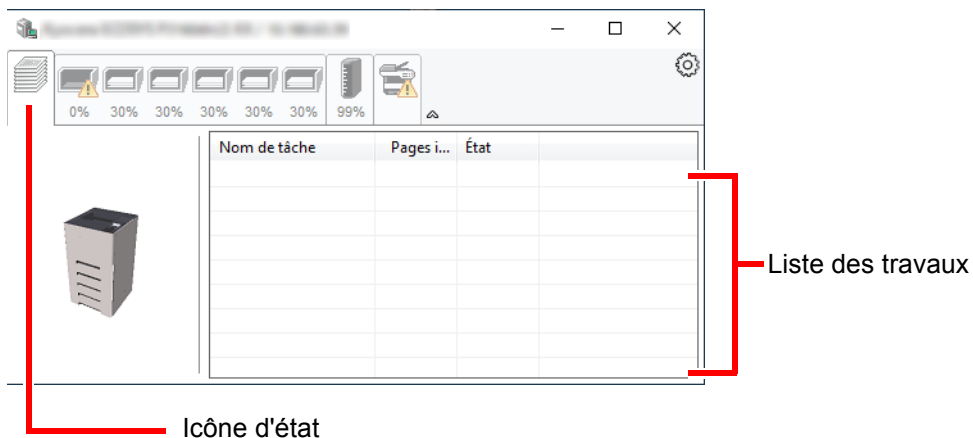 0% 30% 30% 30% 30% 30% 99%
Nom de tâche Pages i... État
Liste des travaux
Icône d'état